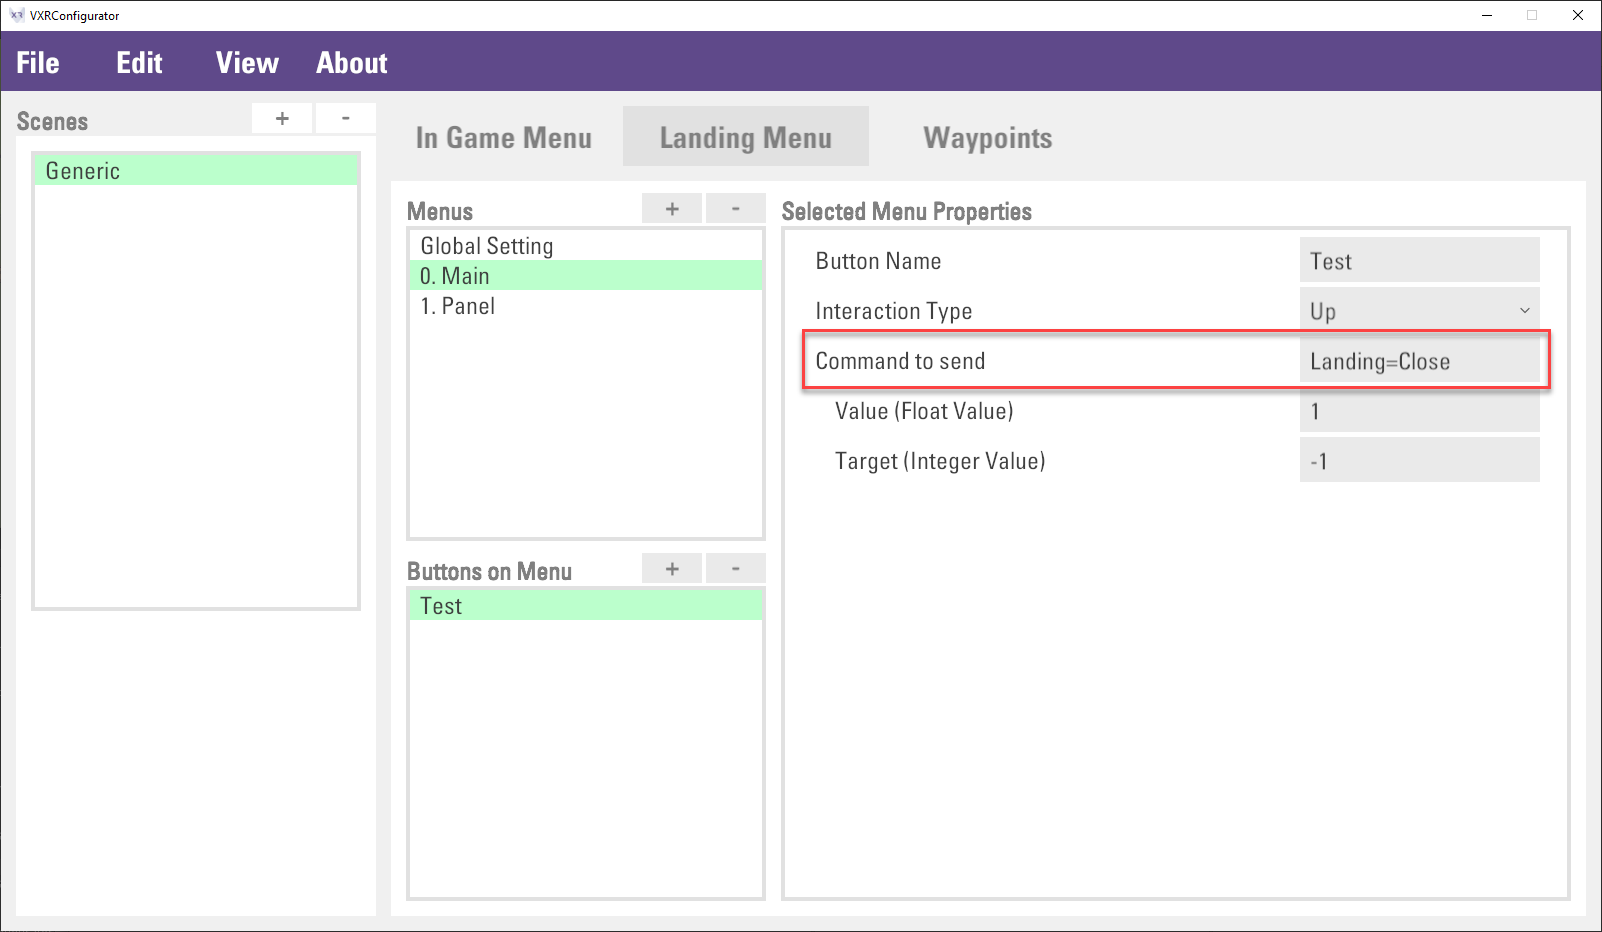 VXRConfigurator
File Edit View About
Scenes + -
Generic
In Game Menu Landing Menu Waypoints
Menus + -
Global Setting
0. Main
1. Panel
Buttons on Menu + -
Test
Selected Menu Properties
Button Name Test
Interaction Type Up
Command to send Landing=Close
Value (Float Value) 1
Target (Integer Value) -1